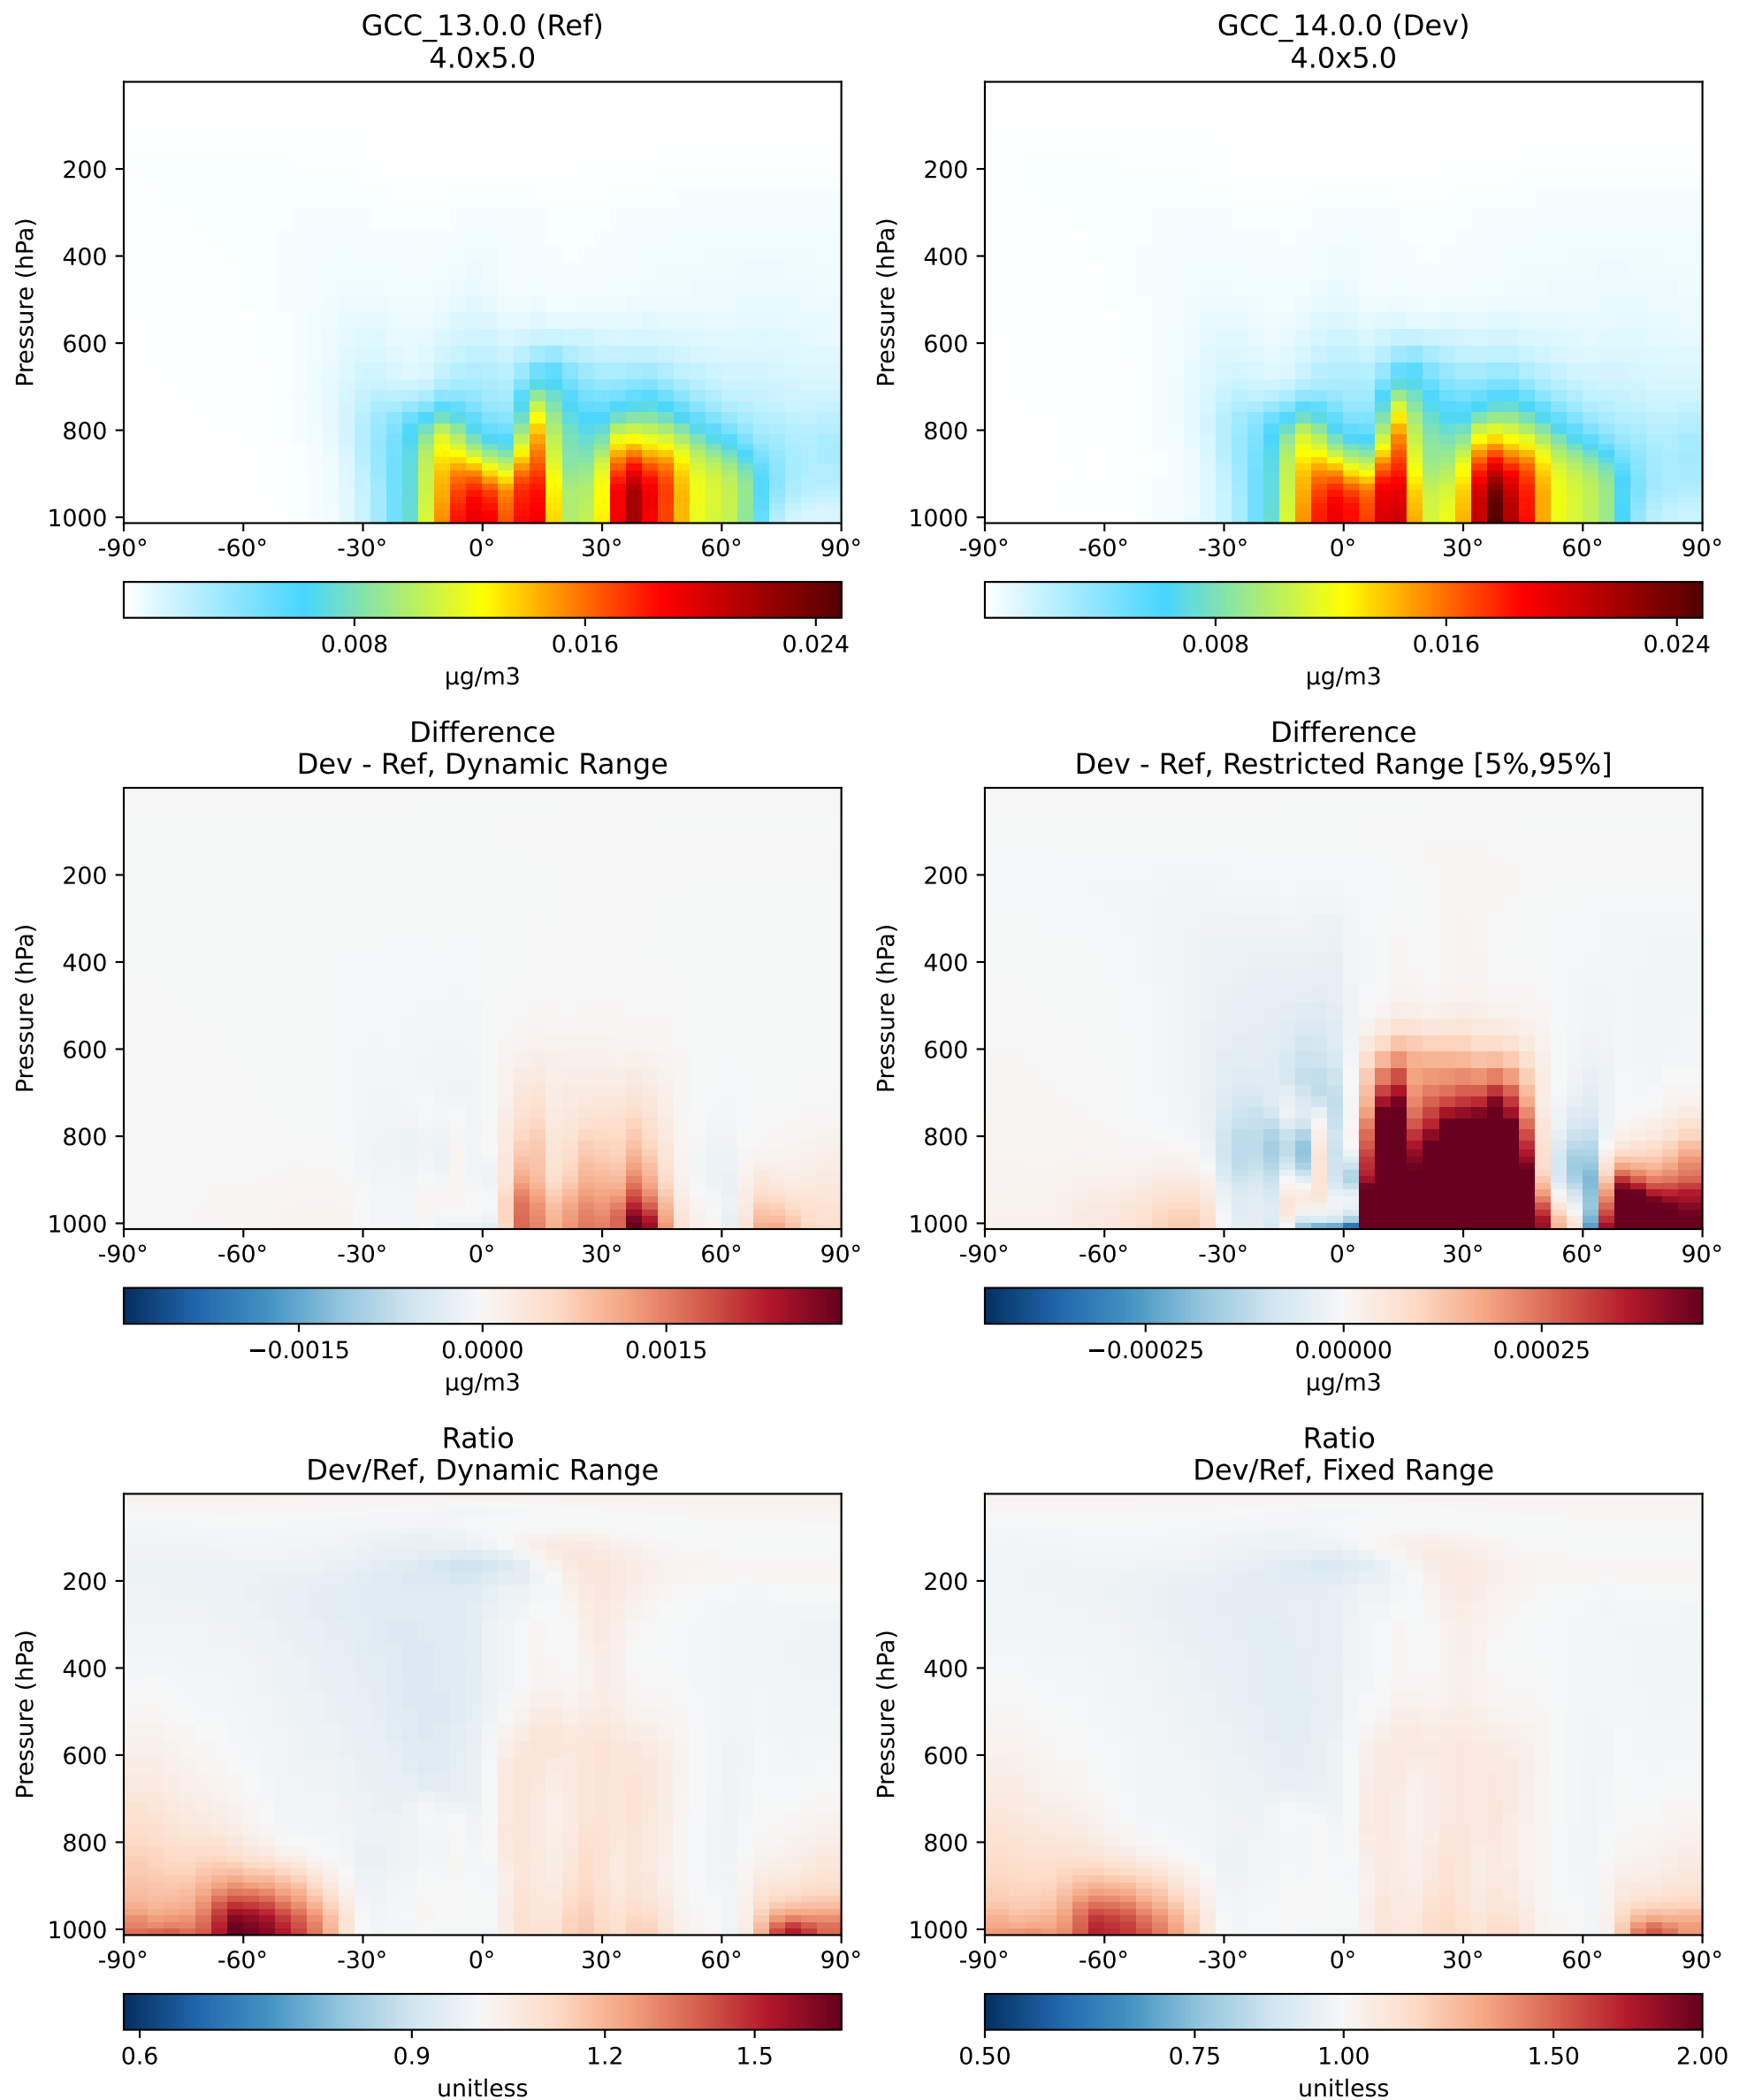 GCC_13.0.0 (Ref)
4.0x5.0
Pressure (hPa)
200
400
600
800
1000
-90° -60° -30° 0° 30° 60° 90°
0.008 0.016 0.024
µg/m3
GCC_14.0.0 (Dev)
4.0x5.0
Pressure (hPa)
200
400
600
800
1000
-90° -60° -30° 0° 30° 60° 90°
0.008 0.016 0.024
µg/m3
Difference
Dev - Ref, Dynamic Range
Pressure (hPa)
200
400
600
800
1000
-90° -60° -30° 0° 30° 60° 90°
−0.0015 0.0000 0.0015
µg/m3
Difference
Dev - Ref, Restricted Range [5%,95%]
Pressure (hPa)
200
400
600
800
1000
-90° -60° -30° 0° 30° 60° 90°
−0.00025 0.00000 0.00025
µg/m3
Ratio
Dev/Ref, Dynamic Range
Pressure (hPa)
200
400
600
800
1000
-90° -60° -30° 0° 30° 60° 90°
0.6 0.9 1.2 1.5
unitless
Ratio
Dev/Ref, Fixed Range
Pressure (hPa)
200
400
600
800
1000
-90° -60° -30° 0° 30° 60° 90°
0.50 0.75 1.00 1.50 2.00
unitless